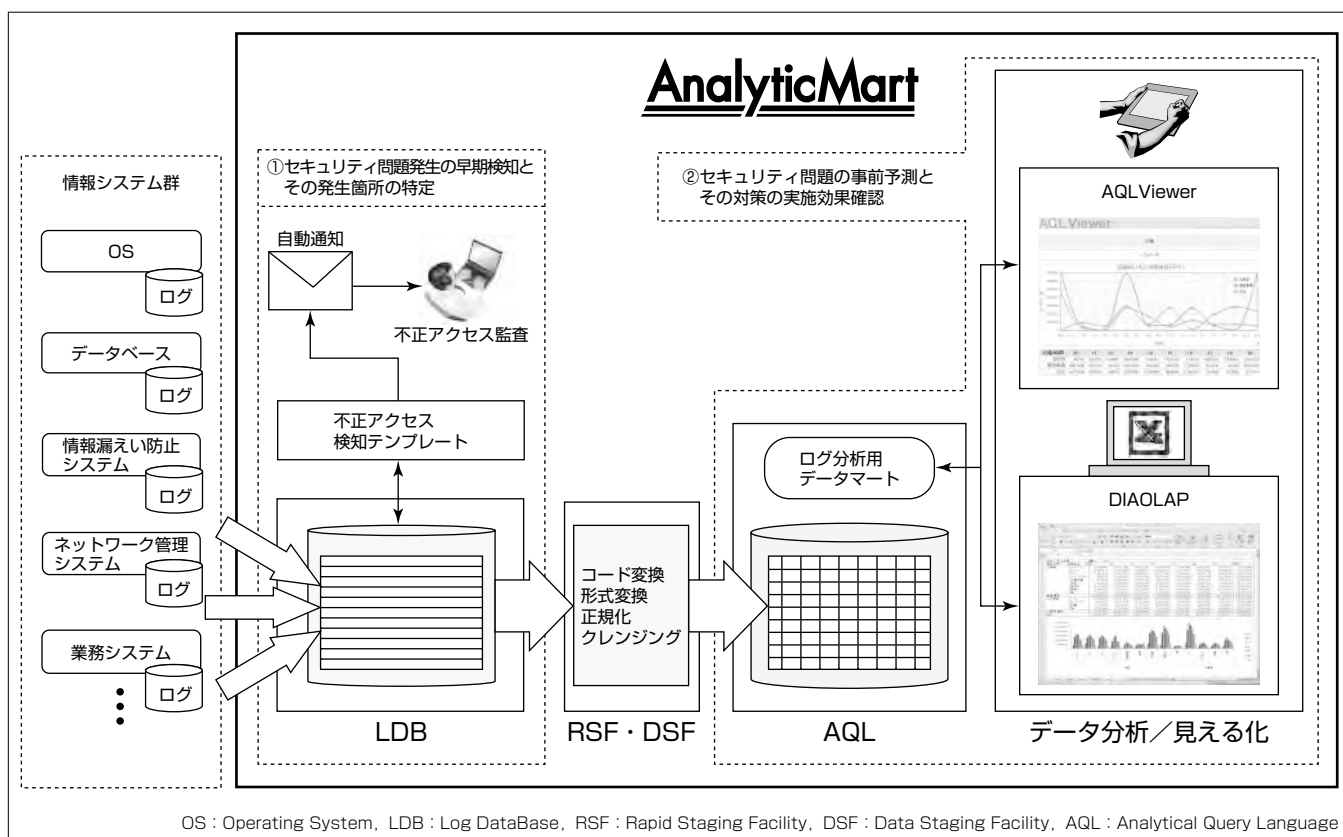 AnalyticMart
情報システム群
OS
ログ
データベース
ログ
情報漏えい防止
システム
ログ
ネットワーク管理
システム
ログ
業務システム
ログ
①セキュリティ問題発生の早期検知と
その発生箇所の特定
自動通知
不正アクセス監査
不正アクセス
検知テンプレート
LDB
コード変換
形式変換
正規化
クレンジング
RSF・DSF
②セキュリティ問題の事前予測と
その対策の実施効果確認
ログ分析用
データマート
AQL
AQLViewer
AQL Viewer
DIAOLAP
データ分析／見える化
OS：Operating System, LDB：Log DataBase, RSF：Rapid Staging Facility, DSF：Data Staging Facility, AQL：Analytical Query Language